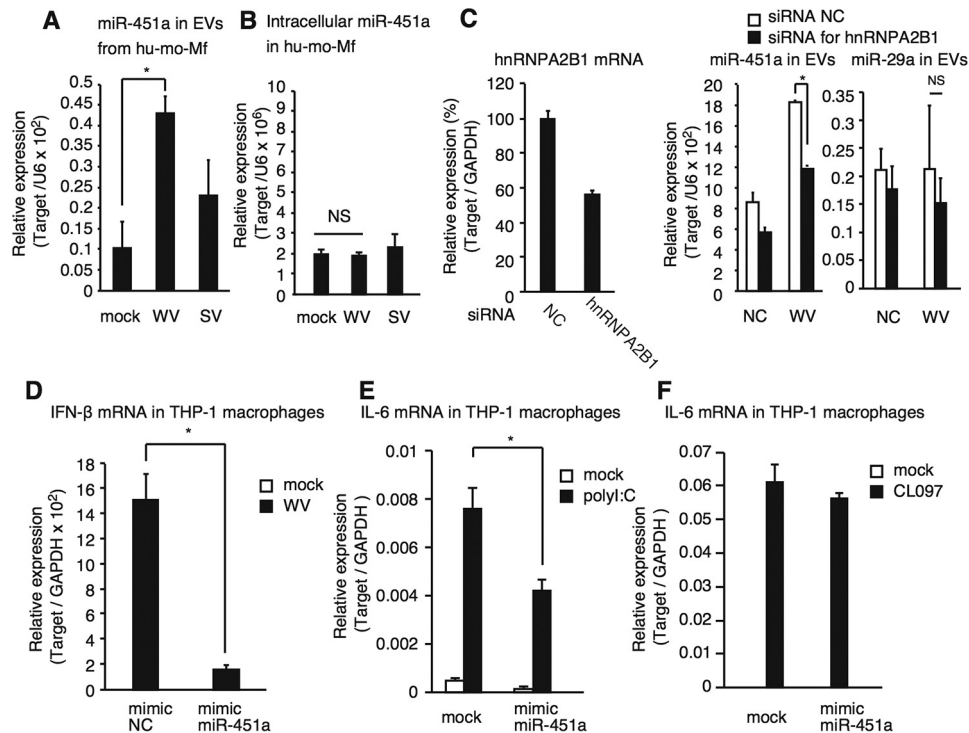 A
miR-451a in EVs
from hu-mo-Mf
Relative expression
(Target /U6 x 10²)
0.5
0.45
0.4
0.35
0.3
0.25
0.2
0.15
0.1
0.05
0
*
mock WV SV
B
Intracellular miR-451a
in hu-mo-Mf
Relative expression
(Target /U6 x 10⁶)
10
9
8
7
6
5
4
3
2
1
0
NS
mock WV SV
C
hnRNPA2B1 mRNA
Relative expression (%)
(Target / GAPDH)
120
100
80
60
40
20
0
siRNA
NC
hnRNPA2B1
siRNA NC
siRNA for hnRNPA2B1
miR-451a in EVs
Relative expression
(Target /U6 x 10²)
20
18
16
14
12
10
8
6
4
2
0
*
NC WV
miR-29a in EVs
0.35
0.3
0.25
0.2
0.15
0.1
0.05
0
NS
NC WV
D
IFN-β mRNA in THP-1 macrophages
Relative expression
(Target / GAPDH x 10²)
18
16
14
12
10
8
6
4
2
0
*
mock
WV
mimic mimic
NC miR-451a
E
IL-6 mRNA in THP-1 macrophages
Relative expression
(Target / GAPDH )
0.01
0.008
0.006
0.004
0.002
0
*
mock
polyI:C
mock
mimic
miR-451a
F
IL-6 mRNA in THP-1 macrophages
Relative expression
(Target / GAPDH )
0.07
0.06
0.05
0.04
0.03
0.02
0.01
0
mock
CL097
mock
mimic
miR-451a